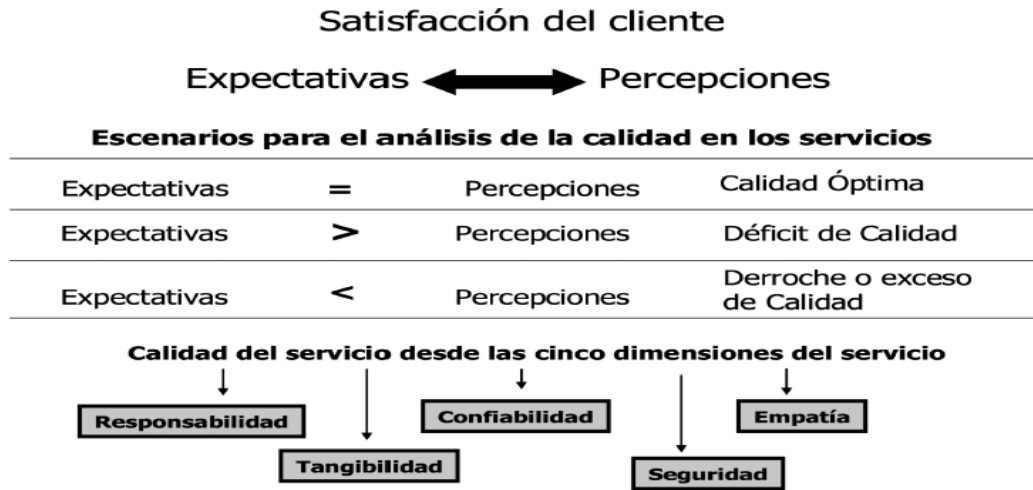 Satisfacción del cliente
Expectativas Percepciones
Escenarios para el análisis de la calidad en los servicios
Expectativas = Percepciones Calidad Óptima
Expectativas > Percepciones Déficit de Calidad
Expectativas < Percepciones Derroche o exceso
de Calidad
Calidad del servicio desde las cinco dimensiones del servicio
Responsabilidad Confiabilidad Empatía
Tangibilidad Seguridad